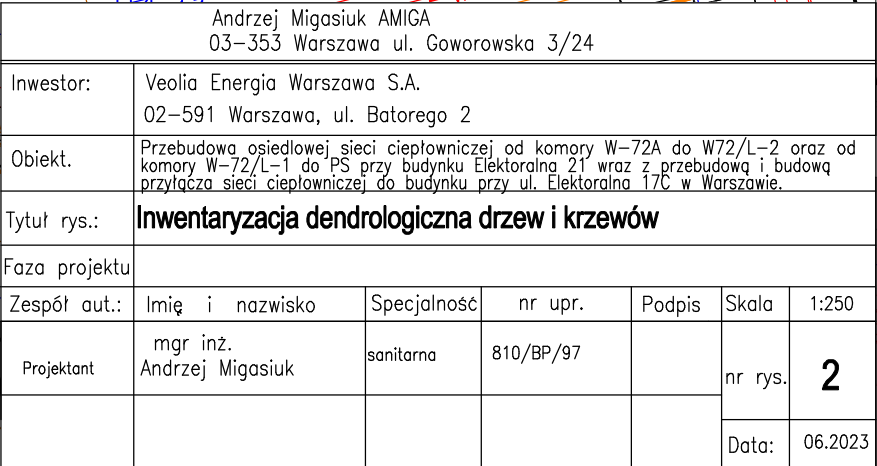 Andrzej Migasiuk AMIGA
03-353 Warszawa ul. Goworowska 3/24
Inwestor:
Veolia Energia Warszawa S.A.
02-591 Warszawa, ul. Batorego 2
Obiekt.
Przebudowa osiedlowej sieci ciepłowniczej od komory W-72A do W72/L-2 oraz od
komory W-72/L-1 do PS przy budynku Elektoralna 21 wraz z przebudową i budową
przyłącza sieci ciepłowniczej do budynku przy ul. Elektoralna 17C w Warszawie.
Tytuł rys.:
Inwentaryzacja dendrologiczna drzew i krzewów
Faza projektu
Zespół aut.: Imię i nazwisko Specjalność nr upr. Podpis Skala 1:250
Projektant
mgr inż.
Andrzej Migasiuk
sanitarna
810/BP/97
nr rys. 2
Data: 06.2023